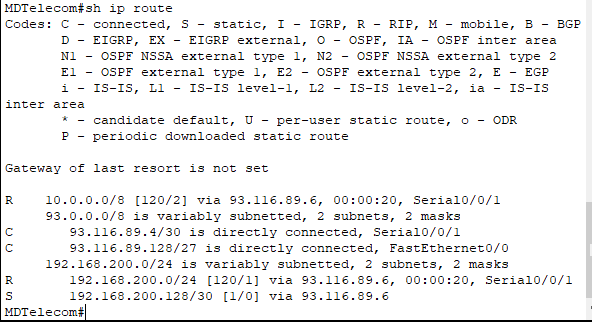 MDTelecom#sh ip route
Codes: C - connected, S - static, I - IGRP, R - RIP, M - mobile, B - BGP
       D - EIGRP, EX - EIGRP external, O - OSPF, IA - OSPF inter area
       N1 - OSPF NSSA external type 1, N2 - OSPF NSSA external type 2
       E1 - OSPF external type 1, E2 - OSPF external type 2, E - EGP
       i - IS-IS, L1 - IS-IS level-1, L2 - IS-IS level-2, ia - IS-IS
inter area
       * - candidate default, U - per-user static route, o - ODR
       P - periodic downloaded static route

Gateway of last resort is not set

R    10.0.0.0/8 [120/2] via 93.116.89.6, 00:00:20, Serial0/0/1
     93.0.0.0/8 is variably subnetted, 2 subnets, 2 masks
C       93.116.89.4/30 is directly connected, Serial0/0/1
C       93.116.89.128/27 is directly connected, FastEthernet0/0
     192.168.200.0/24 is variably subnetted, 2 subnets, 2 masks
R       192.168.200.0/24 [120/1] via 93.116.89.6, 00:00:20, Serial0/0/1
S       192.168.200.128/30 [1/0] via 93.116.89.6
MDTelecom#